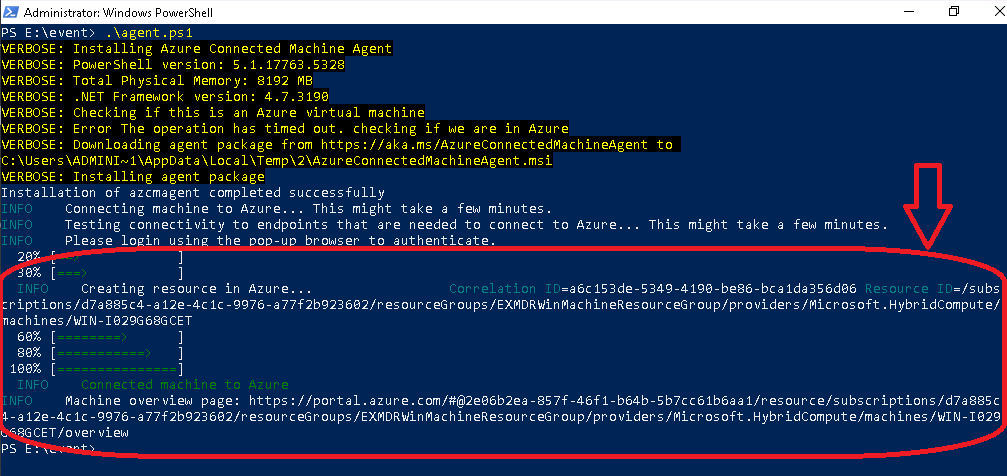 Administrator: Windows PowerShell
PS E:\event> .\agent.ps1
VERBOSE: Installing Azure Connected Machine Agent
VERBOSE: PowerShell version: 5.1.17763.5328
VERBOSE: Total Physical Memory: 8192 MB
VERBOSE: .NET Framework version: 4.7.3190
VERBOSE: Checking if this is an Azure virtual machine
VERBOSE: Error The operation has timed out. checking if we are in Azure
VERBOSE: Downloading agent package from https://aka.ms/AzureConnectedMachineAgent to
C:\Users\ADMINI~1\AppData\Local\Temp\2\AzureConnectedMachineAgent.msi
VERBOSE: Installing agent package
Installation of azcmagent completed successfully
INFO    Connecting machine to Azure... This might take a few minutes.
INFO    Testing connectivity to endpoints that are needed to connect to Azure... This might take a few minutes.
INFO    Please login using the pop-up browser to authenticate.
20% [==>            ]
30% [===>           ]
INFO    Creating resource in Azure...                 Correlation ID=a6c153de-5349-4190-be86-bca1da356d06 Resource ID=/subs
criptions/d7a885c4-a12e-4c1c-9976-a77f2b923602/resourceGroups/EXMDRWinMachineResourceGroup/providers/Microsoft.HybridCompute/
machines/WIN-I029G68GCET
60% [========>      ]
80% [===========>   ]
100% [===============]
INFO    Connected machine to Azure
INFO    Machine overview page: https://portal.azure.com/#@2e06b2ea-857f-46f1-b64b-5b7cc61b6aa1/resource/subscriptions/d7a885c
4-a12e-4c1c-9976-a77f2b923602/resourceGroups/EXMDRWinMachineResourceGroup/providers/Microsoft.HybridCompute/machines/WIN-I029
G68GCET/overview
PS E:\event>